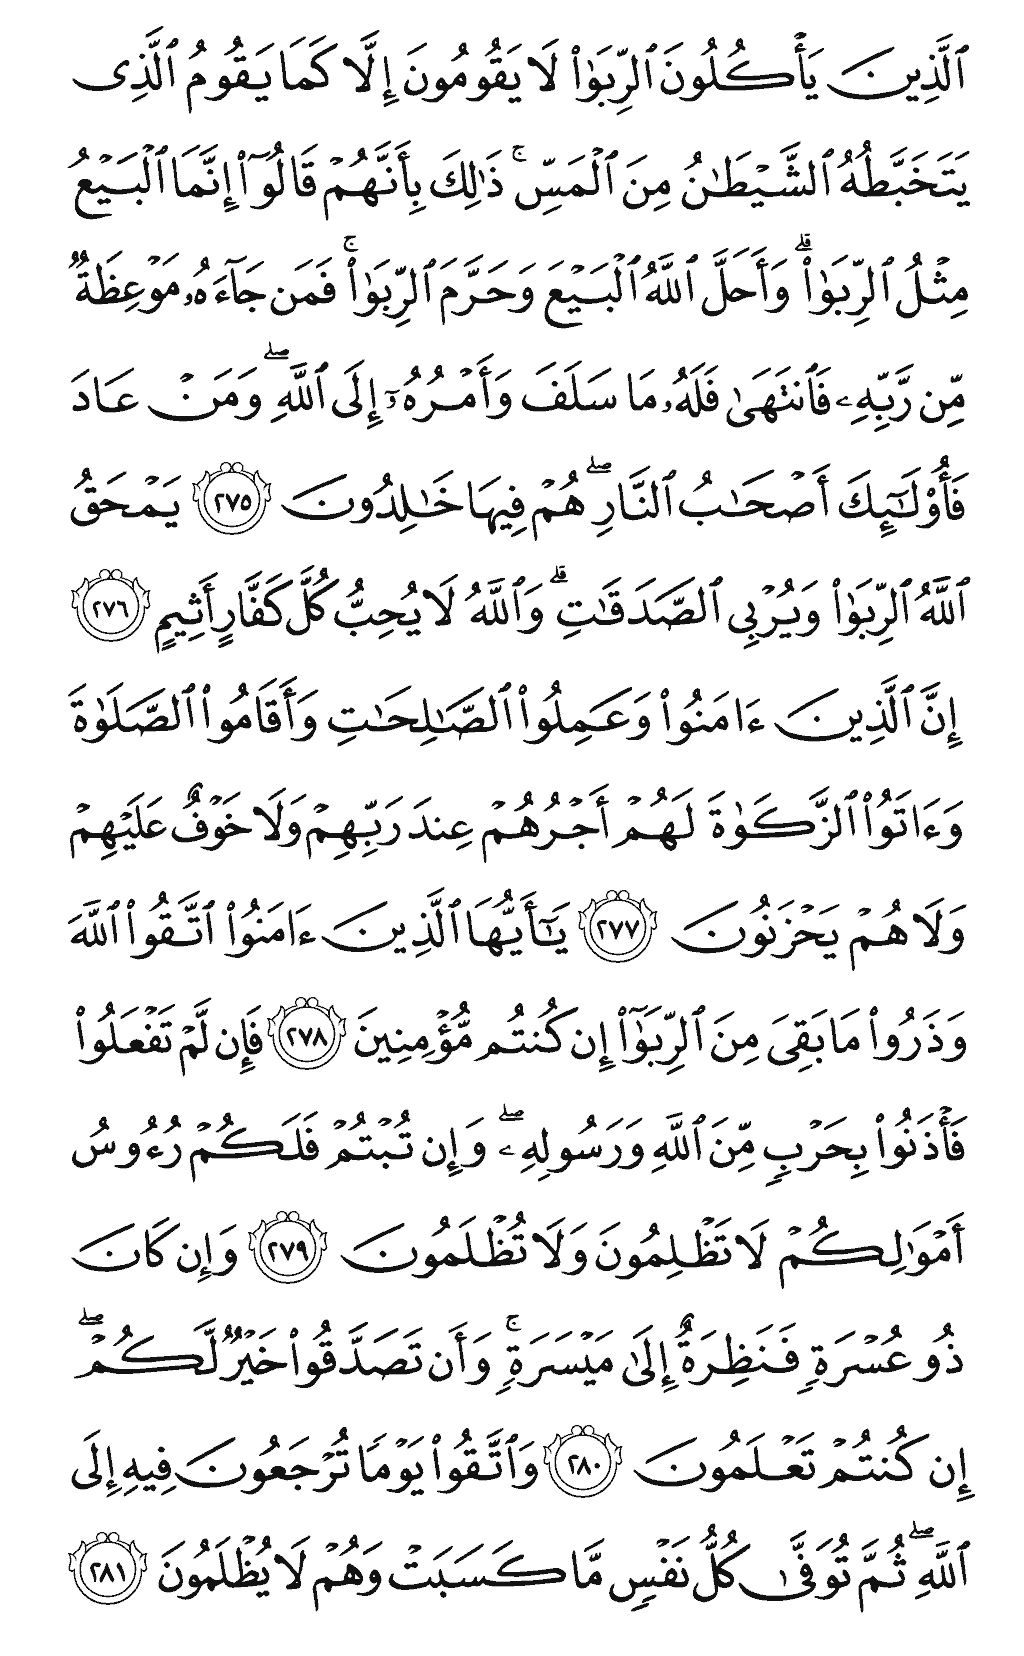 ٱلَّذِينَ يَأْكُلُونَ ٱلرِّبَوٰا۟ لَا يَقُومُونَ إِلَّا كَمَا يَقُومُ ٱلَّذِى
يَتَخَبَّطُهُ ٱلشَّيْطَـٰنُ مِنَ ٱلْمَسِّ ۚ ذَٰلِكَ بِأَنَّهُمْ قَالُوٓا۟ إِنَّمَا ٱلْبَيْعُ
مِثْلُ ٱلرِّبَوٰا۟ ۗ وَأَحَلَّ ٱللَّهُ ٱلْبَيْعَ وَحَرَّمَ ٱلرِّبَوٰا۟ ۚ فَمَن جَآءَهُۥ مَوْعِظَةٌ
مِّن رَّبِّهِۦ فَٱنتَهَىٰ فَلَهُۥ مَا سَلَفَ وَأَمْرُهُۥٓ إِلَى ٱللَّهِ ۖ وَمَنْ عَادَ
فَأُو۟لَـٰٓئِكَ أَصْحَـٰبُ ٱلنَّارِ ۖ هُمْ فِيهَا خَـٰلِدُونَ ٢٧٥ يَمْحَقُ
ٱللَّهُ ٱلرِّبَوٰا۟ وَيُرْبِى ٱلصَّدَقَـٰتِ ۗ وَٱللَّهُ لَا يُحِبُّ كُلَّ كَفَّارٍ أَثِيمٍ ٢٧٦
إِنَّ ٱلَّذِينَ ءَامَنُوا۟ وَعَمِلُوا۟ ٱلصَّـٰلِحَـٰتِ وَأَقَامُوا۟ ٱلصَّلَوٰةَ
وَءَاتَوُا۟ ٱلزَّكَوٰةَ لَهُمْ أَجْرُهُمْ عِندَ رَبِّهِمْ وَلَا خَوْفٌ عَلَيْهِمْ
وَلَا هُمْ يَحْزَنُونَ ٢٧٧ يَـٰٓأَيُّهَا ٱلَّذِينَ ءَامَنُوا۟ ٱتَّقُوا۟ ٱللَّهَ
وَذَرُوا۟ مَا بَقِىَ مِنَ ٱلرِّبَوٰٓا۟ إِن كُنتُم مُّؤْمِنِينَ ٢٧٨ فَإِن لَّمْ تَفْعَلُوا۟
فَأْذَنُوا۟ بِحَرْبٍ مِّنَ ٱللَّهِ وَرَسُولِهِۦ ۖ وَإِن تُبْتُمْ فَلَكُمْ رُءُوسُ
أَمْوَٰلِكُمْ لَا تَظْلِمُونَ وَلَا تُظْلَمُونَ ٢٧٩ وَإِن كَانَ
ذُو عُسْرَةٍ فَنَظِرَةٌ إِلَىٰ مَيْسَرَةٍ ۚ وَأَن تَصَدَّقُوا۟ خَيْرٌ لَّكُمْ ۖ
إِن كُنتُمْ تَعْلَمُونَ ٢٨٠ وَٱتَّقُوا۟ يَوْمًا تُرْجَعُونَ فِيهِ إِلَى
ٱللَّهِ ۖ ثُمَّ تُوَفَّىٰ كُلُّ نَفْسٍ مَّا كَسَبَتْ وَهُمْ لَا يُظْلَمُونَ ٢٨١